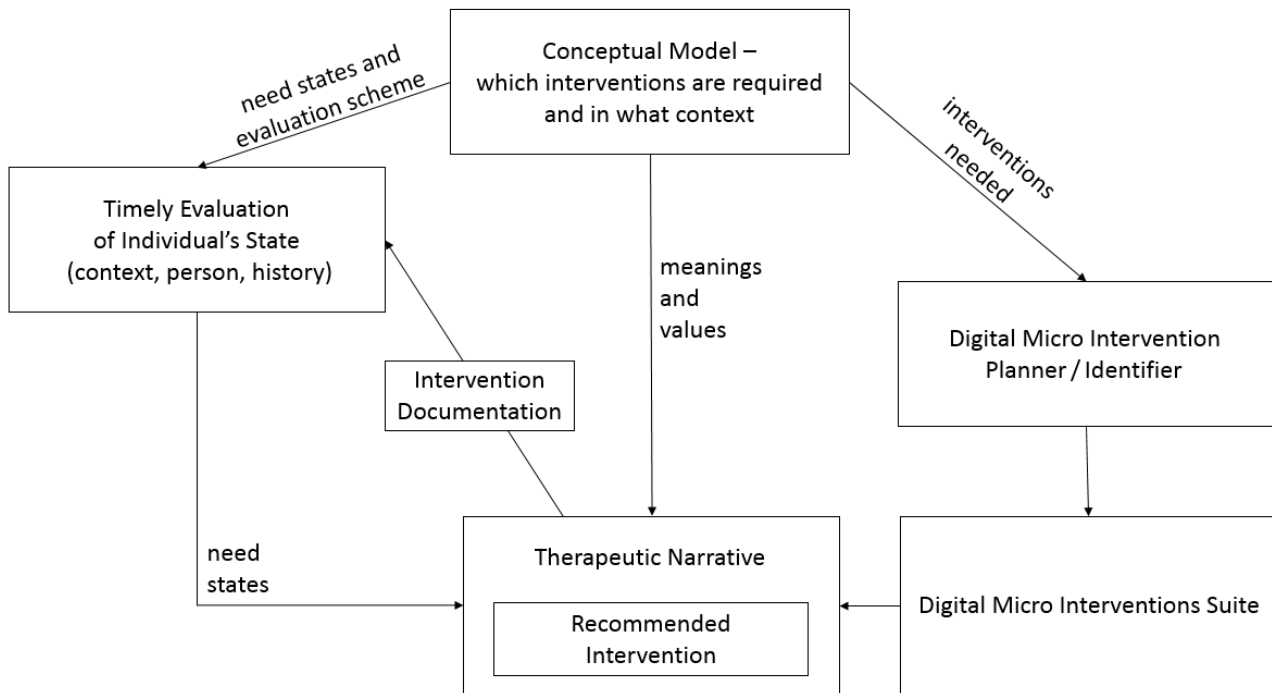 Conceptual Model –
which interventions are required
and in what context
need states and
evaluation scheme
interventions
needed
Timely Evaluation
of Individual’s State
(context, person, history)
meanings
and
values
Digital Micro Intervention
Planner / Identifier
Intervention
Documentation
need
states
Therapeutic Narrative
Recommended
Intervention
Digital Micro Interventions Suite